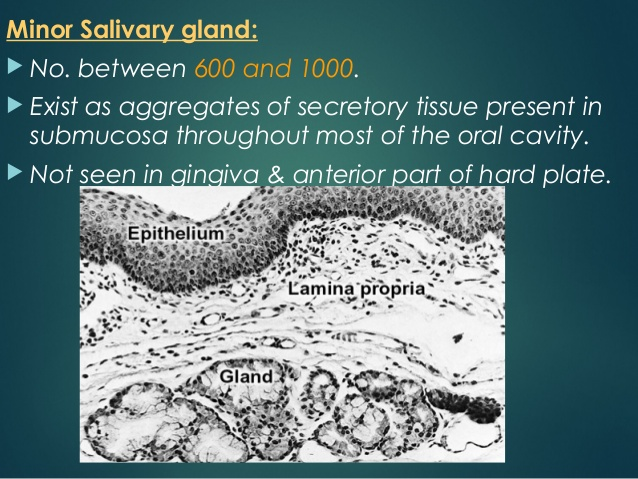 Minor Salivary gland:
No. between 600 and 1000.
Exist as aggregates of secretory tissue present in
submucosa throughout most of the oral cavity.
Not seen in gingiva & anterior part of hard plate.
Epithelium
Lamina propria
Gland